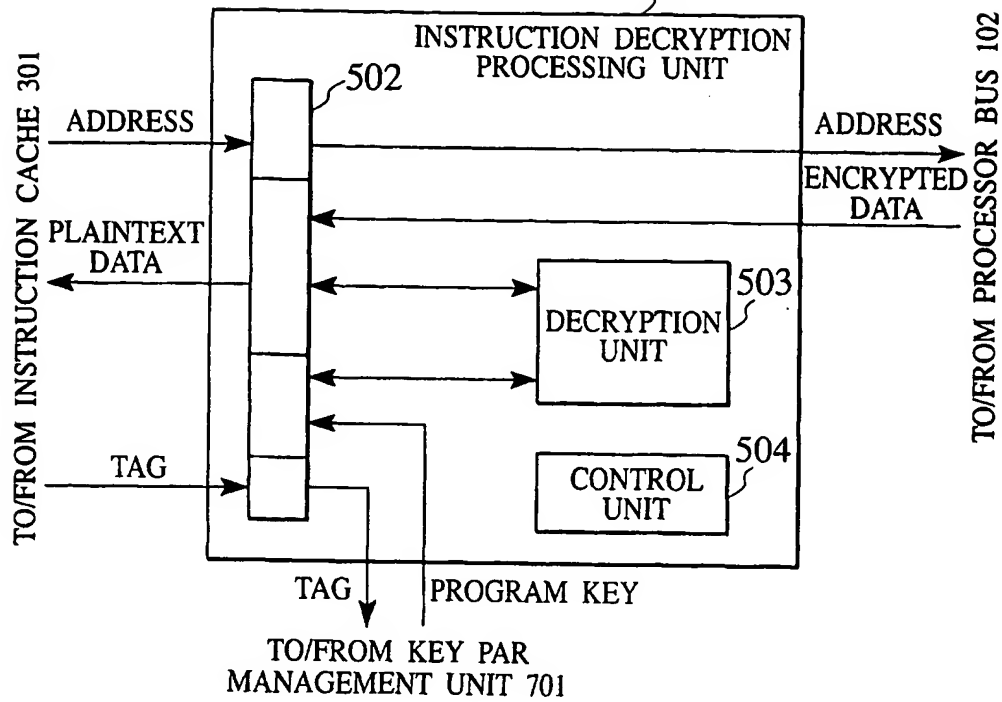 INSTRUCTION DECRYPTION
PROCESSING UNIT
502
TO/FROM INSTRUCTION CACHE 301
ADDRESS
ADDRESS
ENCRYPTED
DATA
PLAINTEXT
DATA
503
DECRYPTION
UNIT
TO/FROM PROCESSOR BUS 102
504
CONTROL
UNIT
TAG
TAG
PROGRAM KEY
TO/FROM KEY PAR
MANAGEMENT UNIT 701